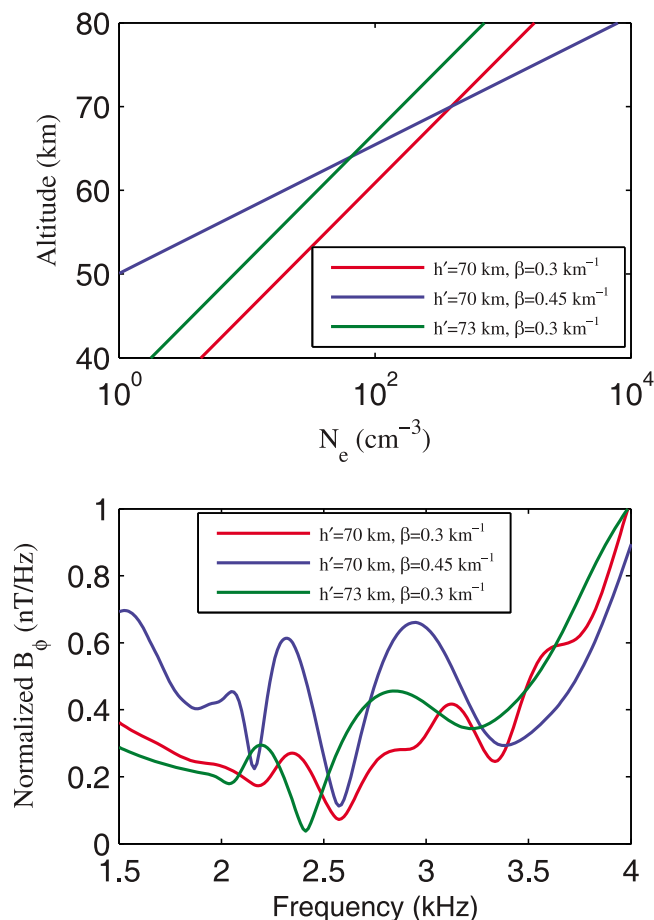 80
70
60
50
40
Altitude (km)
h′=70 km, β=0.3 km⁻¹
h′=70 km, β=0.45 km⁻¹
h′=73 km, β=0.3 km⁻¹
10⁰ 10² 10⁴
Nₑ (cm⁻³)
1
0.8
0.6
0.4
0.2
0
Normalized B_ϕ (nT/Hz)
h′=70 km, β=0.3 km⁻¹
h′=70 km, β=0.45 km⁻¹
h′=73 km, β=0.3 km⁻¹
1.5 2 2.5 3 3.5 4
Frequency (kHz)